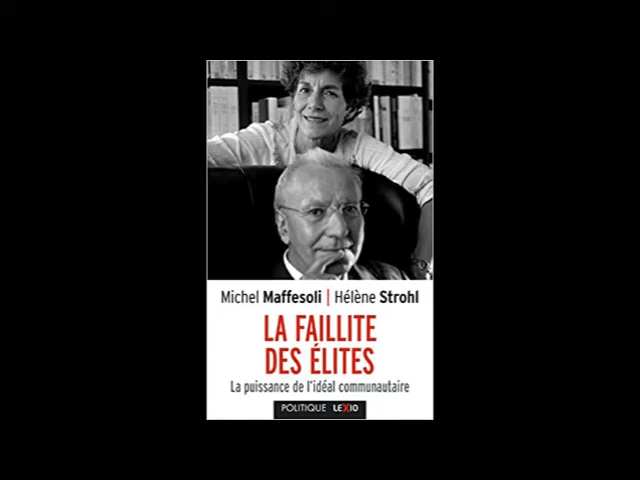 Michel Maffesoli | Hélène Strohl
LA FAILLITE
DES ÉLITES
La puissance de l'idéal communautaire
POLITIQUE LEXIO